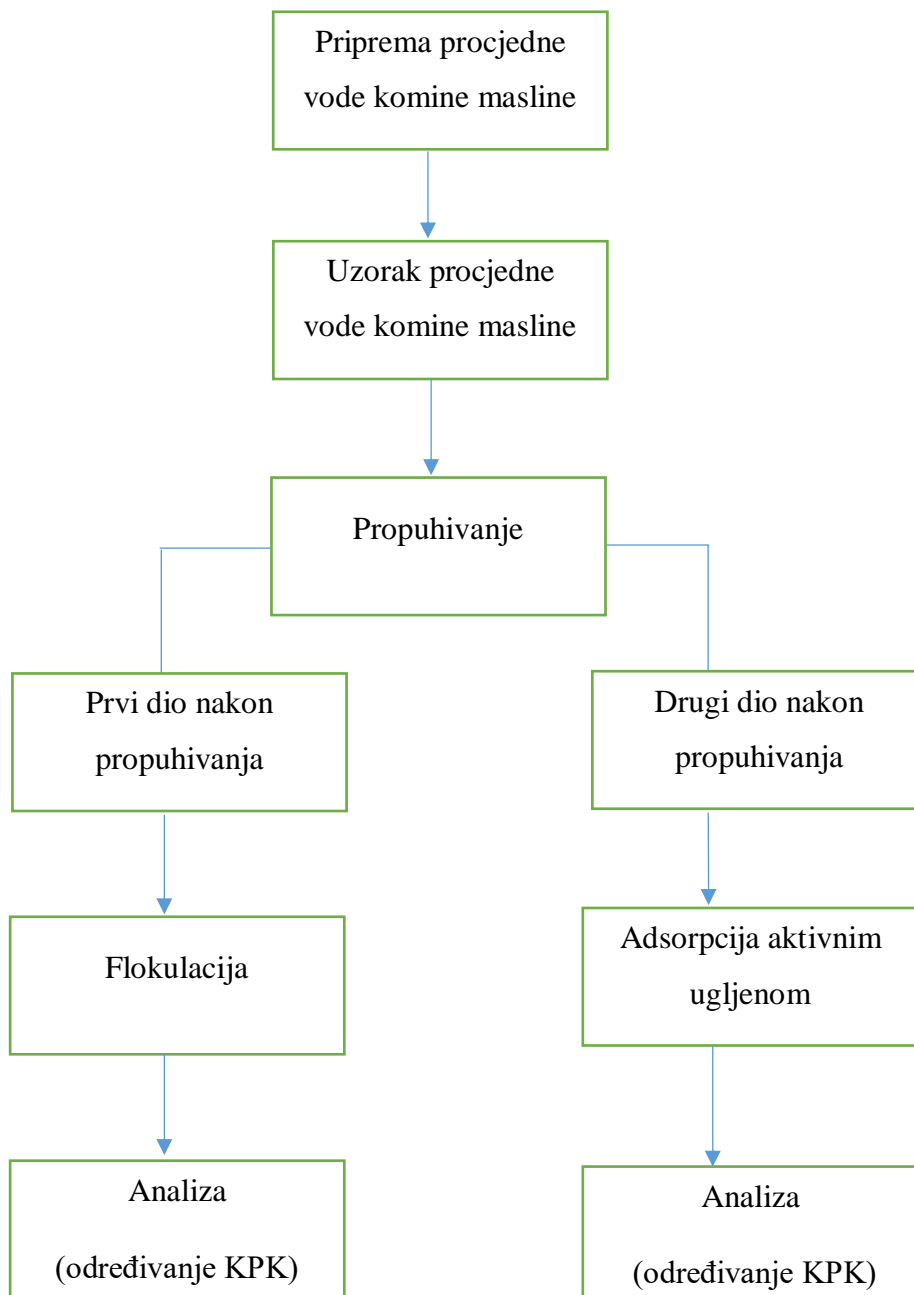 Priprema procjedne
vode komine masline
Uzorak procjedne
vode komine masline
Propuhivanje
Prvi dio nakon
propuhivanja
Drugi dio nakon
propuhivanja
Flokulacija
Adsorpcija aktivnim
ugljenom
Analiza
(određivanje KPK)
Analiza
(određivanje KPK)